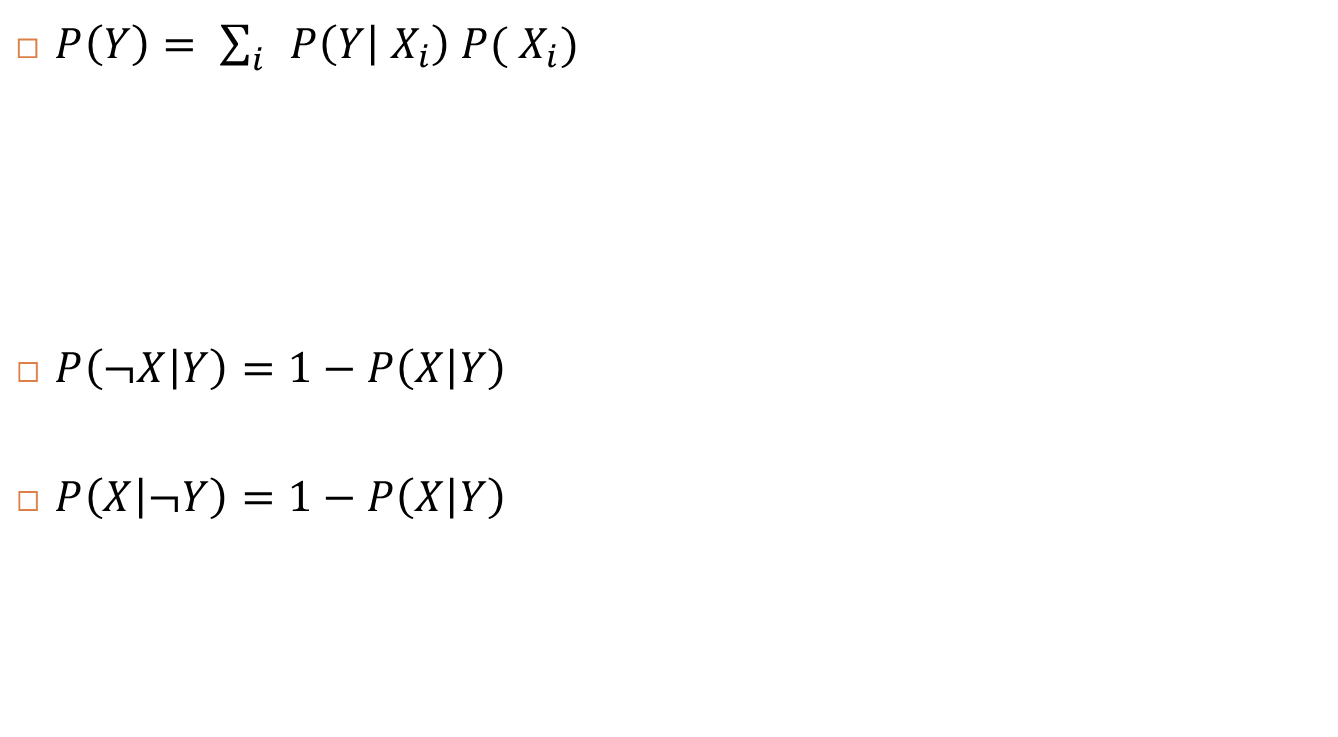 □ P(Y) = ∑ᵢ P(Y| Xᵢ) P( Xᵢ)
□ P(¬X|Y) = 1 − P(X|Y)
□ P(X|¬Y) = 1 − P(X|Y)